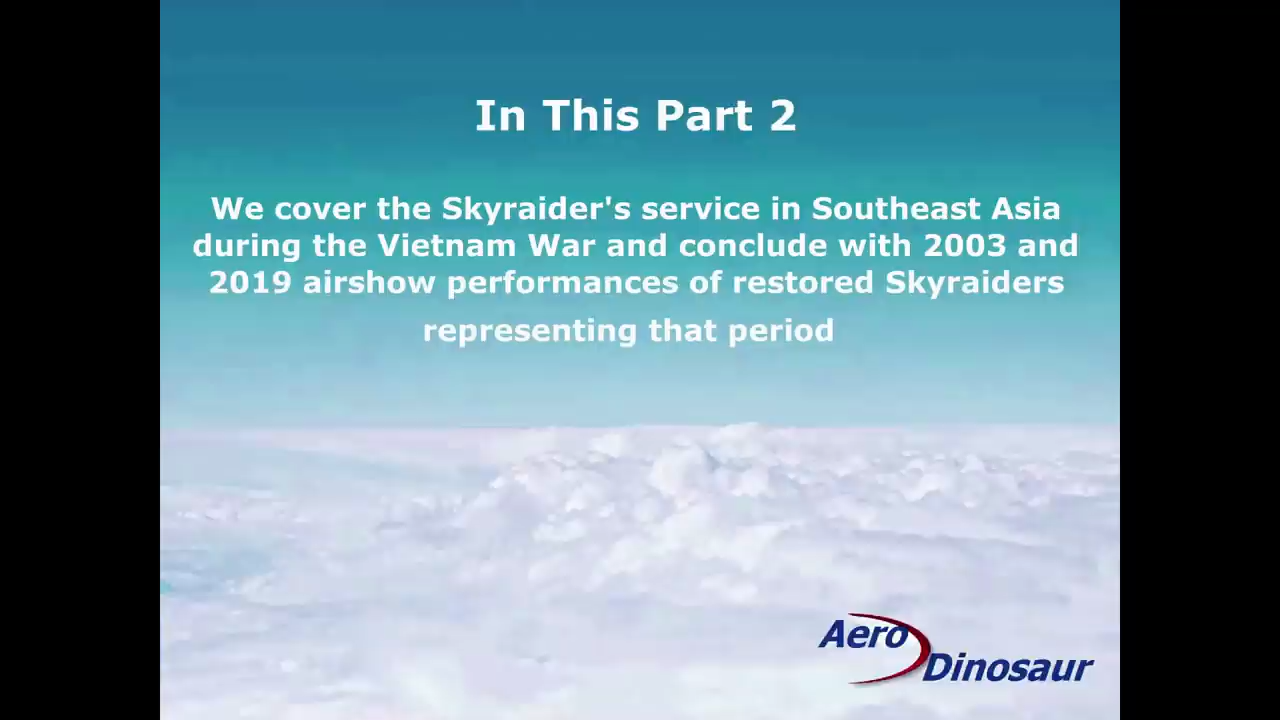 In This Part 2
We cover the Skyraider's service in Southeast Asia
during the Vietnam War and conclude with 2003 and
2019 airshow performances of restored Skyraiders
representing that period
Aero
Dinosaur